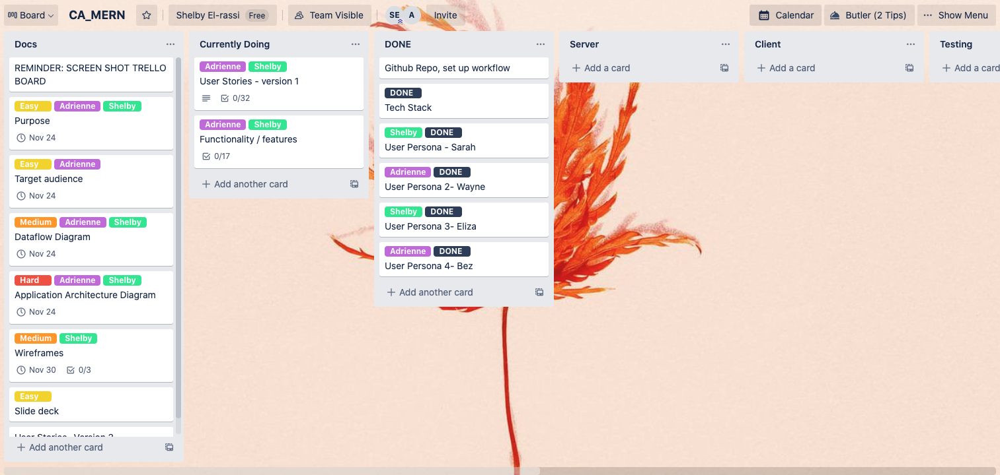 Board
CA_MERN
Shelby El-rassi Free
Team Visible
SE
A
Invite
Calendar
Butler (2 Tips)
Show Menu
Docs
REMINDER: SCREEN SHOT TRELLO
BOARD
Easy Adrienne Shelby
Purpose
Nov 24
Easy Adrienne
Target audience
Nov 24
Medium Adrienne Shelby
Dataflow Diagram
Nov 24
Hard Adrienne Shelby
Application Architecture Diagram
Nov 24
Medium Shelby
Wireframes
Nov 30 0/3
Easy
Slide deck
User Stories
Add another card
Currently Doing
Adrienne Shelby
User Stories - version 1
0/32
Adrienne Shelby
Functionality / features
0/17
Add another card
DONE
Github Repo, set up workflow
DONE
Tech Stack
Shelby DONE
User Persona - Sarah
Adrienne DONE
User Persona 2- Wayne
Shelby DONE
User Persona 3- Eliza
Adrienne DONE
User Persona 4- Bez
Add another card
Server
Add a card
Client
Add a card
Testing
Add a card